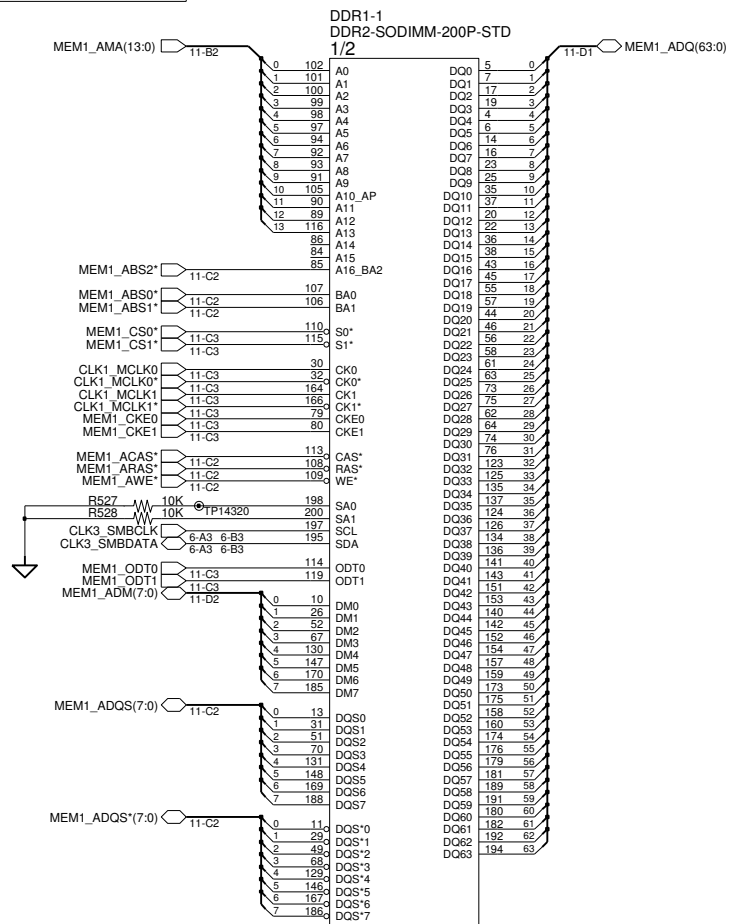 DDR1-1
DDR2-SODIMM-200P-STD
1/2
MEM1_AMA(13:0) 11-B2
11-D1 MEM1_ADQ(63:0)
0 102 A0
1 101 A1
2 100 A2
3 99 A3
4 98 A4
5 97 A5
6 94 A6
7 92 A7
8 93 A8
9 91 A9
10 105 A10_AP
11 90 A11
12 89 A12
13 116 A13
86 A14
84 A15
MEM1_ABS2* 11-C2 85 A16_BA2
MEM1_ABS0* 11-C2 107 BA0
MEM1_ABS1* 11-C2 106 BA1
MEM1_CS0* 11-C3 110 S0*
MEM1_CS1* 11-C3 115 S1*
CLK1_MCLK0 11-C3 30 CK0
CLK1_MCLK0* 11-C3 32 CK0*
CLK1_MCLK1 11-C3 164 CK1
CLK1_MCLK1* 11-C3 166 CK1*
MEM1_CKE0 11-C3 79 CKE0
MEM1_CKE1 11-C3 80 CKE1
MEM1_ACAS* 11-C2 113 CAS*
MEM1_ARAS* 11-C2 108 RAS*
MEM1_AWE* 11-C2 109 WE*
R527 10K TP14320 198 SA0
R528 10K 200 SA1
CLK3_SMBCLK 6-A3 6-B3 197 SCL
CLK3_SMBDATA 6-A3 6-B3 195 SDA
MEM1_ODT0 11-C3 114 ODT0
MEM1_ODT1 11-C3 119 ODT1
MEM1_ADM(7:0) 11-D2
0 10 DM0
1 26 DM1
2 52 DM2
3 67 DM3
4 130 DM4
5 147 DM5
6 170 DM6
7 185 DM7
MEM1_ADQS(7:0) 11-C2
0 13 DQS0
1 31 DQS1
2 51 DQS2
3 70 DQS3
4 131 DQS4
5 148 DQS5
6 169 DQS6
7 188 DQS7
MEM1_ADQS*(7:0) 11-C2
0 11 DQS*0
1 29 DQS*1
2 49 DQS*2
3 68 DQS*3
4 129 DQS*4
5 146 DQS*5
6 167 DQS*6
7 186 DQS*7
DQ0 5 0
DQ1 7 1
DQ2 17 2
DQ3 19 3
DQ4 4 4
DQ5 6 5
DQ6 14 6
DQ7 16 7
DQ8 23 8
DQ9 25 9
DQ10 35 10
DQ11 37 11
DQ12 20 12
DQ13 22 13
DQ14 36 14
DQ15 38 15
DQ16 43 16
DQ17 45 17
DQ18 55 18
DQ19 57 19
DQ20 44 20
DQ21 46 21
DQ22 56 22
DQ23 58 23
DQ24 61 24
DQ25 63 25
DQ26 73 26
DQ27 75 27
DQ28 62 28
DQ29 64 29
DQ30 74 30
DQ31 76 31
DQ32 123 32
DQ33 125 33
DQ34 135 34
DQ35 137 35
DQ36 124 36
DQ37 126 37
DQ38 134 38
DQ39 136 39
DQ40 141 40
DQ41 143 41
DQ42 151 42
DQ43 153 43
DQ44 140 44
DQ45 142 45
DQ46 152 46
DQ47 154 47
DQ48 157 48
DQ49 159 49
DQ50 173 50
DQ51 175 51
DQ52 158 52
DQ53 160 53
DQ54 174 54
DQ55 176 55
DQ56 179 56
DQ57 181 57
DQ58 189 58
DQ59 191 59
DQ60 180 60
DQ61 182 61
DQ62 192 62
DQ63 194 63